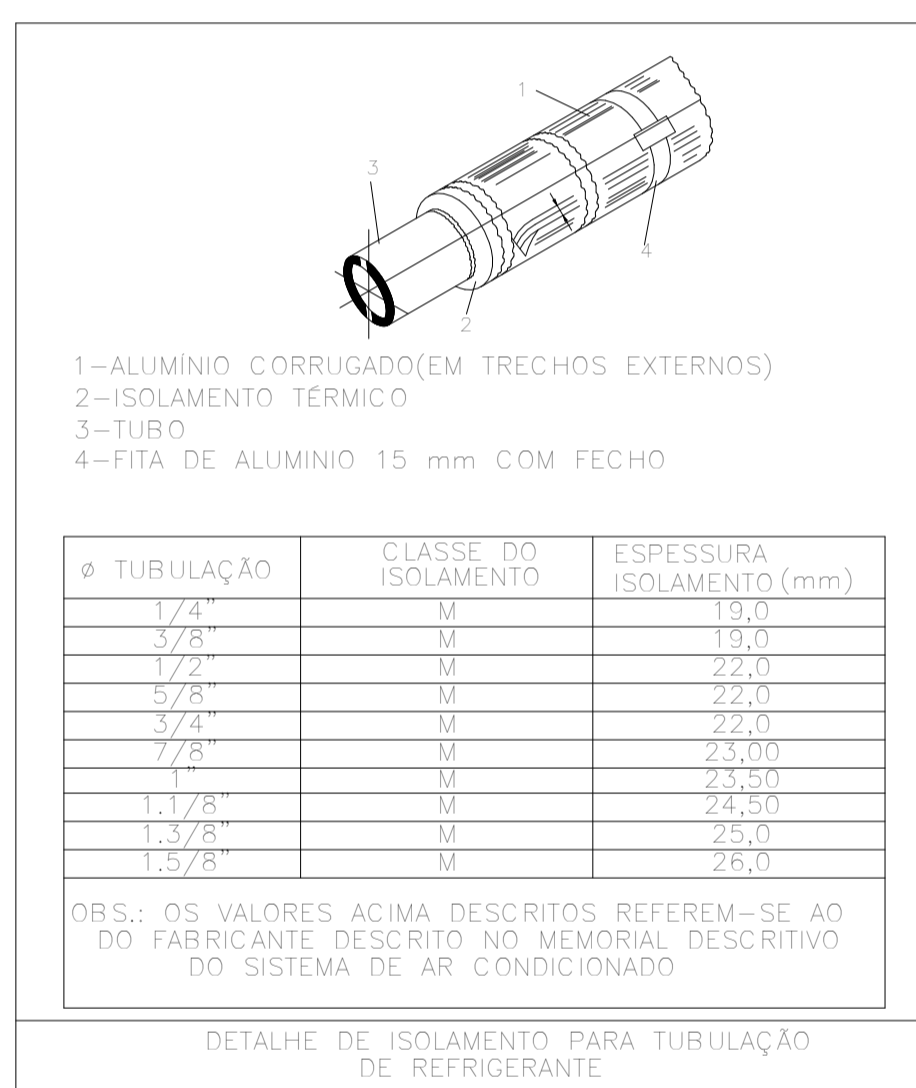 1
3
4
2
1-ALUMÍNIO CORRUGADO(EM TRECHOS EXTERNOS)
2-ISOLAMENTO TÉRMICO
3-TUBO
4-FITA DE ALUMINIO 15 mm COM FECHO
Ø TUBULAÇÃO CLASSE DO ISOLAMENTO ESPESSURA ISOLAMENTO (mm)
1/4" M 19,0
3/8" M 19,0
1/2" M 22,0
5/8" M 22,0
3/4" M 22,0
7/8" M 23,00
1" M 23,50
1.1/8" M 24,50
1.3/8" M 25,0
1.5/8" M 26,0
OBS.: OS VALORES ACIMA DESCRITOS REFEREM-SE AO
DO FABRICANTE DESCRITO NO MEMORIAL DESCRITIVO
DO SISTEMA DE AR CONDICIONADO
DETALHE DE ISOLAMENTO PARA TUBULAÇÃO
DE REFRIGERANTE